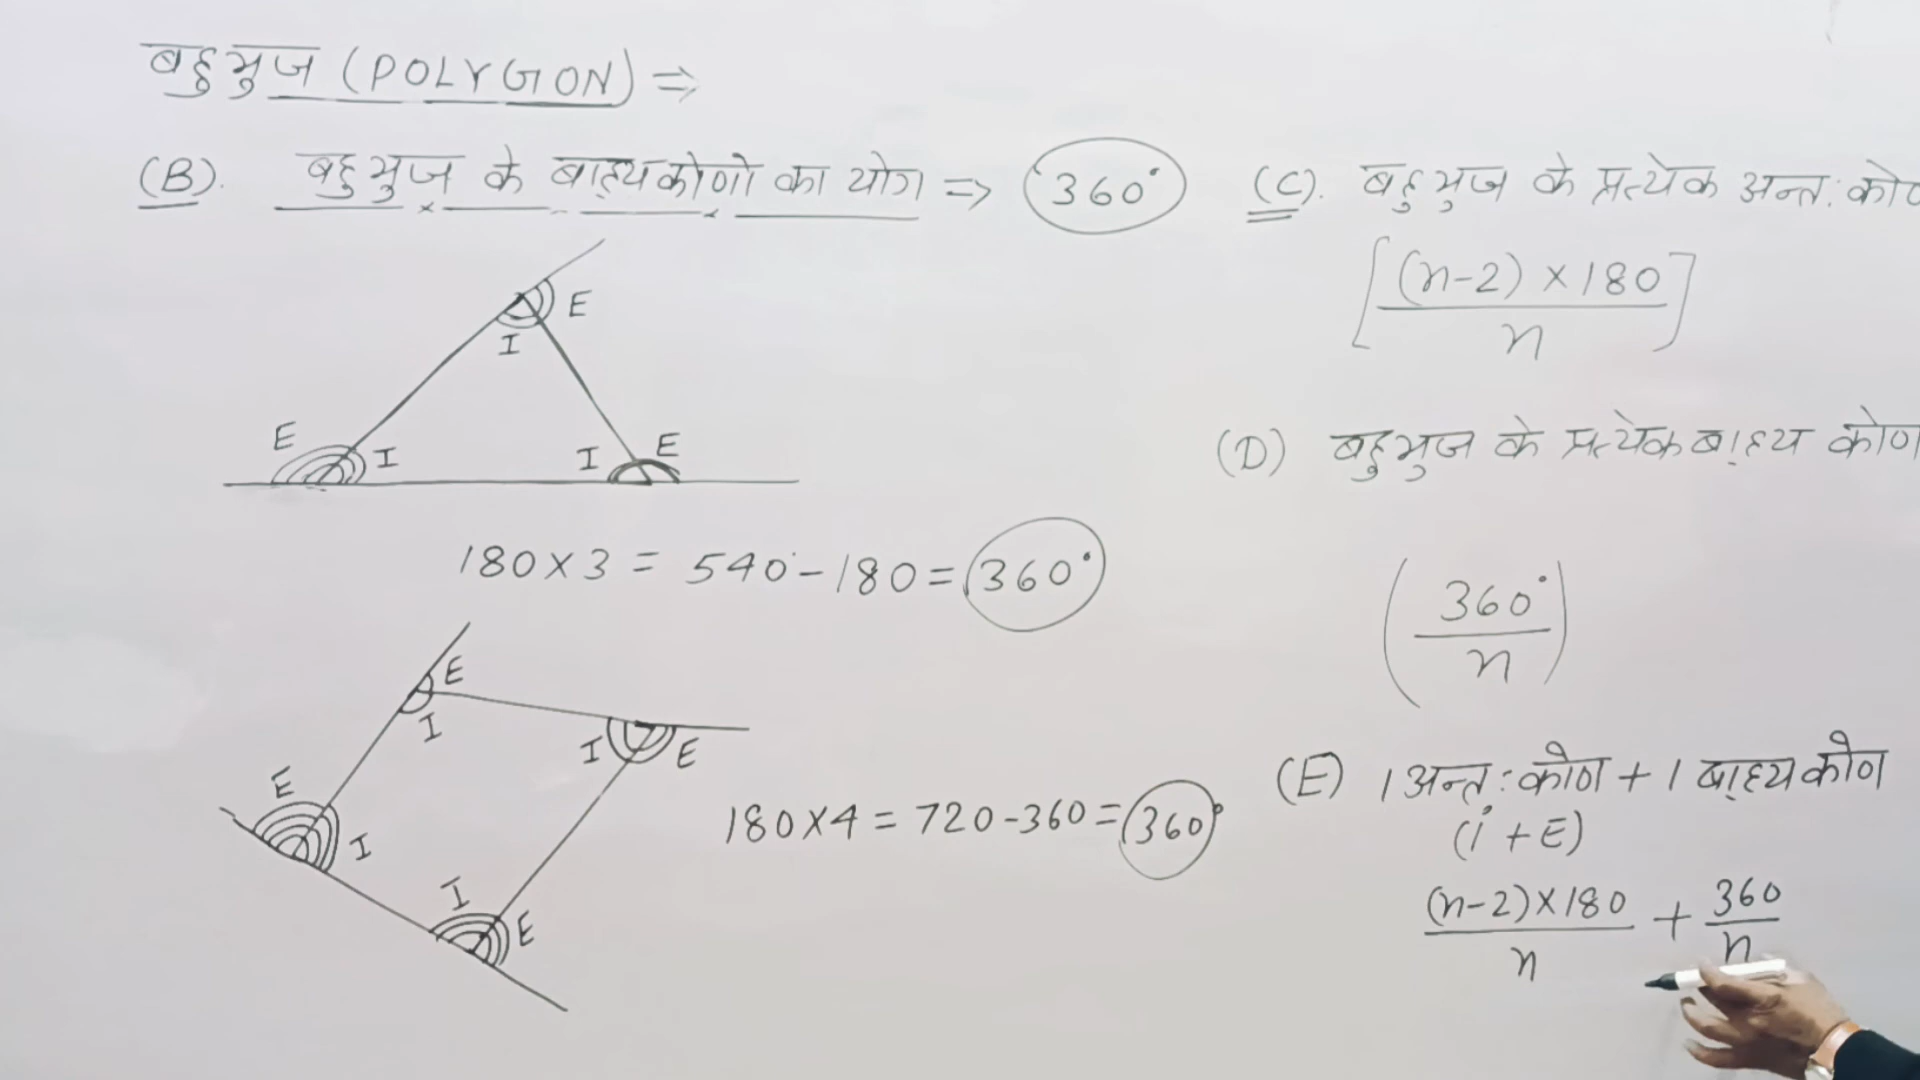 बहुभुज (POLYGON) ⇒
(B). बहुभुज के बाह्यकोणो का योग ⇒ 360°
E
I
E
I
I
E
180×3 = 540°-180 = 360°
E
I
I
E
E
I
I
E
180×4 = 720-360 = 360°
(C). बहुभुज के प्रत्येक अन्त:
[(n-2)×180
n]
(D) बहुभुज के प्रत्येक बाह्य कोण
(360°
n)
(E) 1 अन्त: कोण + 1 बाह्यकोण
(i + E)
(n-2)×180 + 360
n n